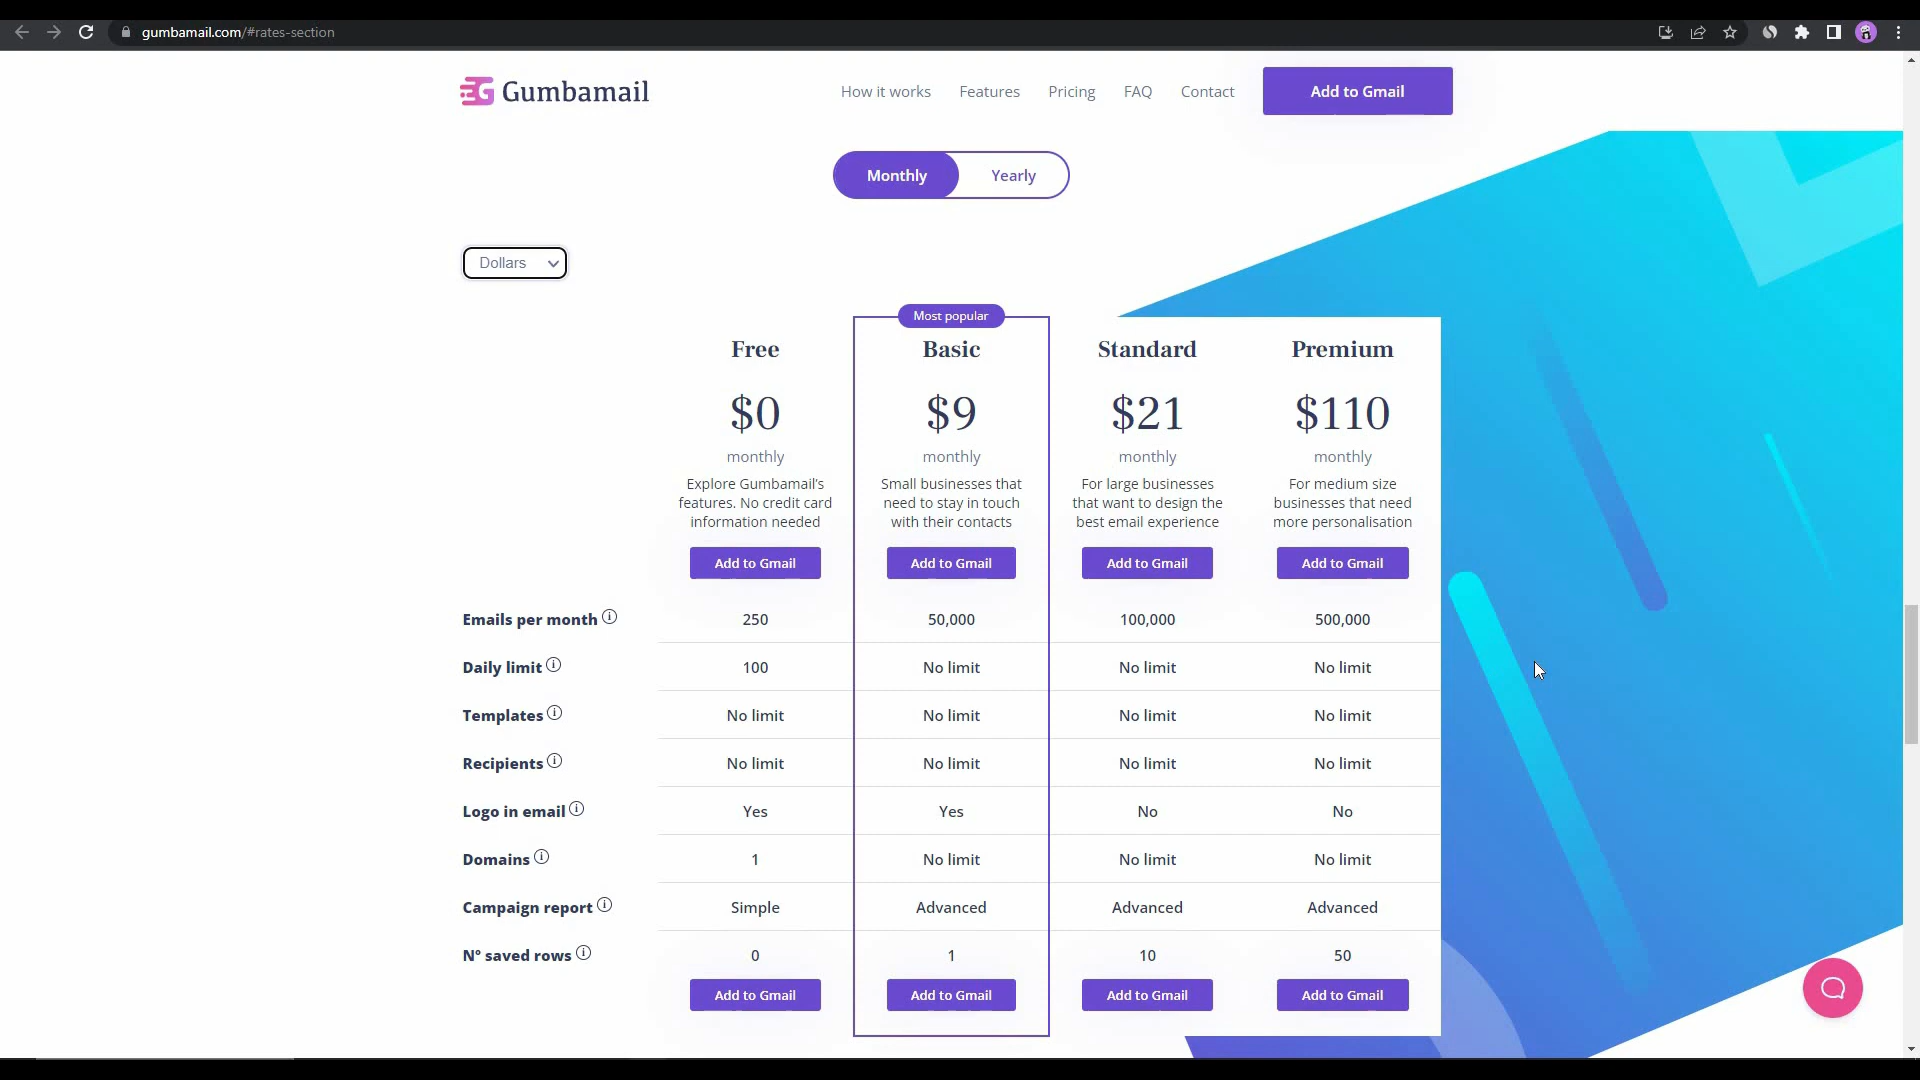 gumbamail.com/#rates-section
Gumbamail
How it works Features Pricing FAQ Contact Add to Gmail
Monthly Yearly
Dollars
Most popular
Free Basic Standard Premium
$0 $9 $21 $110
monthly monthly monthly monthly
Explore Gumbamail's Small businesses that For large businesses For medium size
features. No credit card need to stay in touch that want to design the businesses that need
information needed with their contacts best email experience more personalisation
Add to Gmail Add to Gmail Add to Gmail Add to Gmail
Emails per month 250 50,000 100,000 500,000
Daily limit 100 No limit No limit No limit
Templates No limit No limit No limit No limit
Recipients No limit No limit No limit No limit
Logo in email Yes Yes No No
Domains 1 No limit No limit No limit
Campaign report Simple Advanced Advanced Advanced
Nº saved rows 0 1 10 50
Add to Gmail Add to Gmail Add to Gmail Add to Gmail